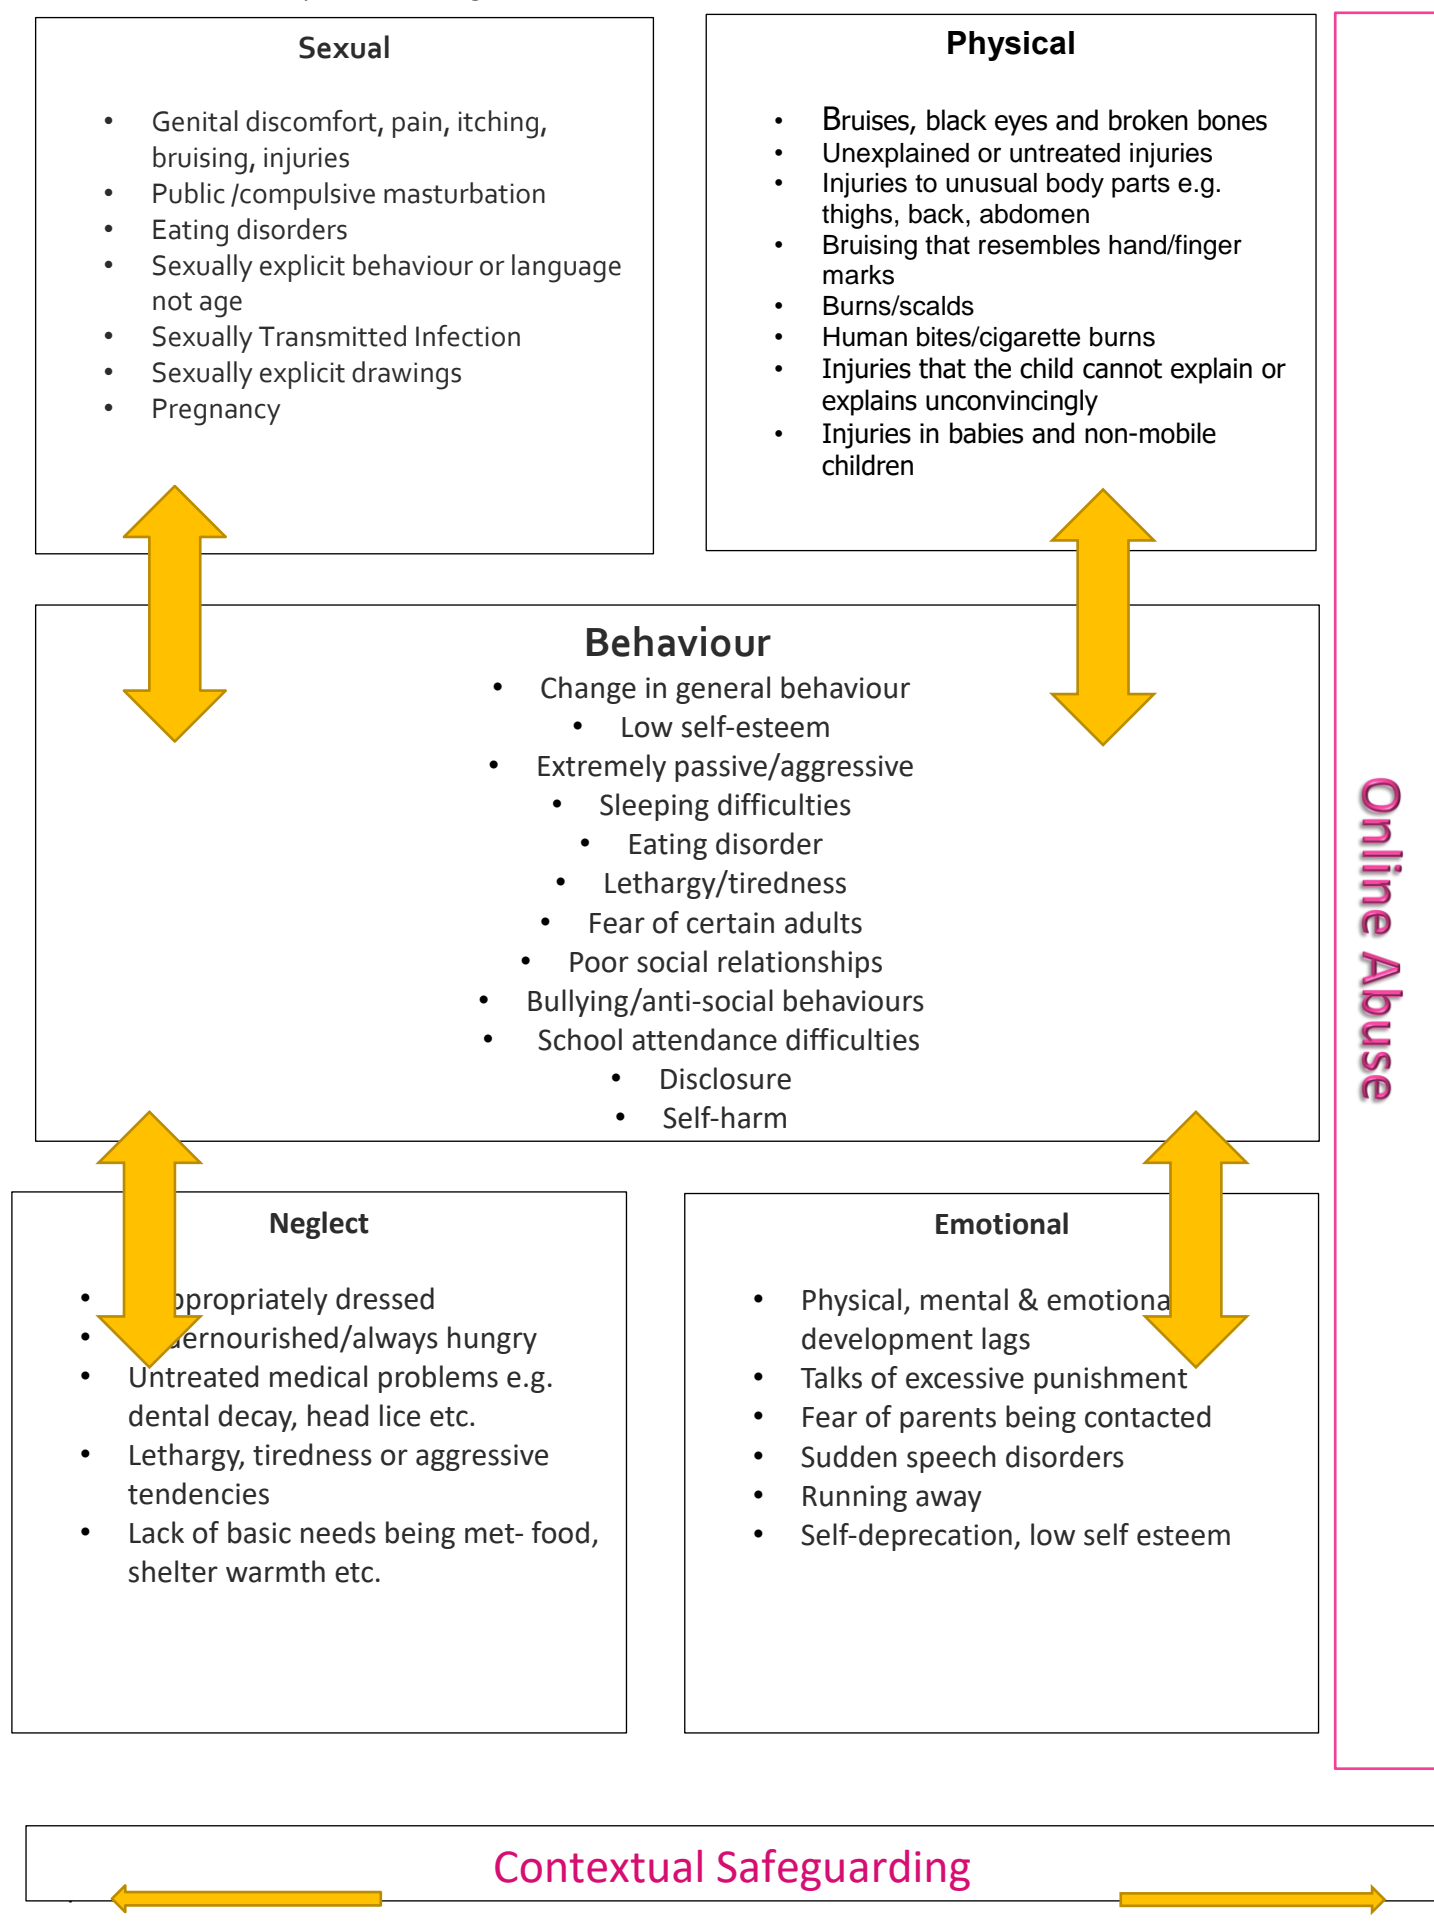 Sexual
• Genital discomfort, pain, itching,
bruising, injuries
• Public /compulsive masturbation
• Eating disorders
• Sexually explicit behaviour or language
not age
• Sexually Transmitted Infection
• Sexually explicit drawings
• Pregnancy
Physical
• Bruises, black eyes and broken bones
• Unexplained or untreated injuries
• Injuries to unusual body parts e.g.
thighs, back, abdomen
• Bruising that resembles hand/finger
marks
• Burns/scalds
• Human bites/cigarette burns
• Injuries that the child cannot explain or
explains unconvincingly
• Injuries in babies and non-mobile
children
Behaviour
• Change in general behaviour
• Low self-esteem
• Extremely passive/aggressive
• Sleeping difficulties
• Eating disorder
• Lethargy/tiredness
• Fear of certain adults
• Poor social relationships
• Bullying/anti-social behaviours
• School attendance difficulties
• Disclosure
• Self-harm
Neglect
• dressed
• hungry
• Untreated medical problems e.g.
dental decay, head lice etc.
• Lethargy, tiredness or aggressive
tendencies
• Lack of basic needs being met- food,
shelter warmth etc.
Emotional
• Physical, mental &
development lags
• Talks of excessive punishment
• Fear of parents being contacted
• Sudden speech disorders
• Running away
• Self-deprecation, low self esteem
Online Abuse
Contextual Safeguarding